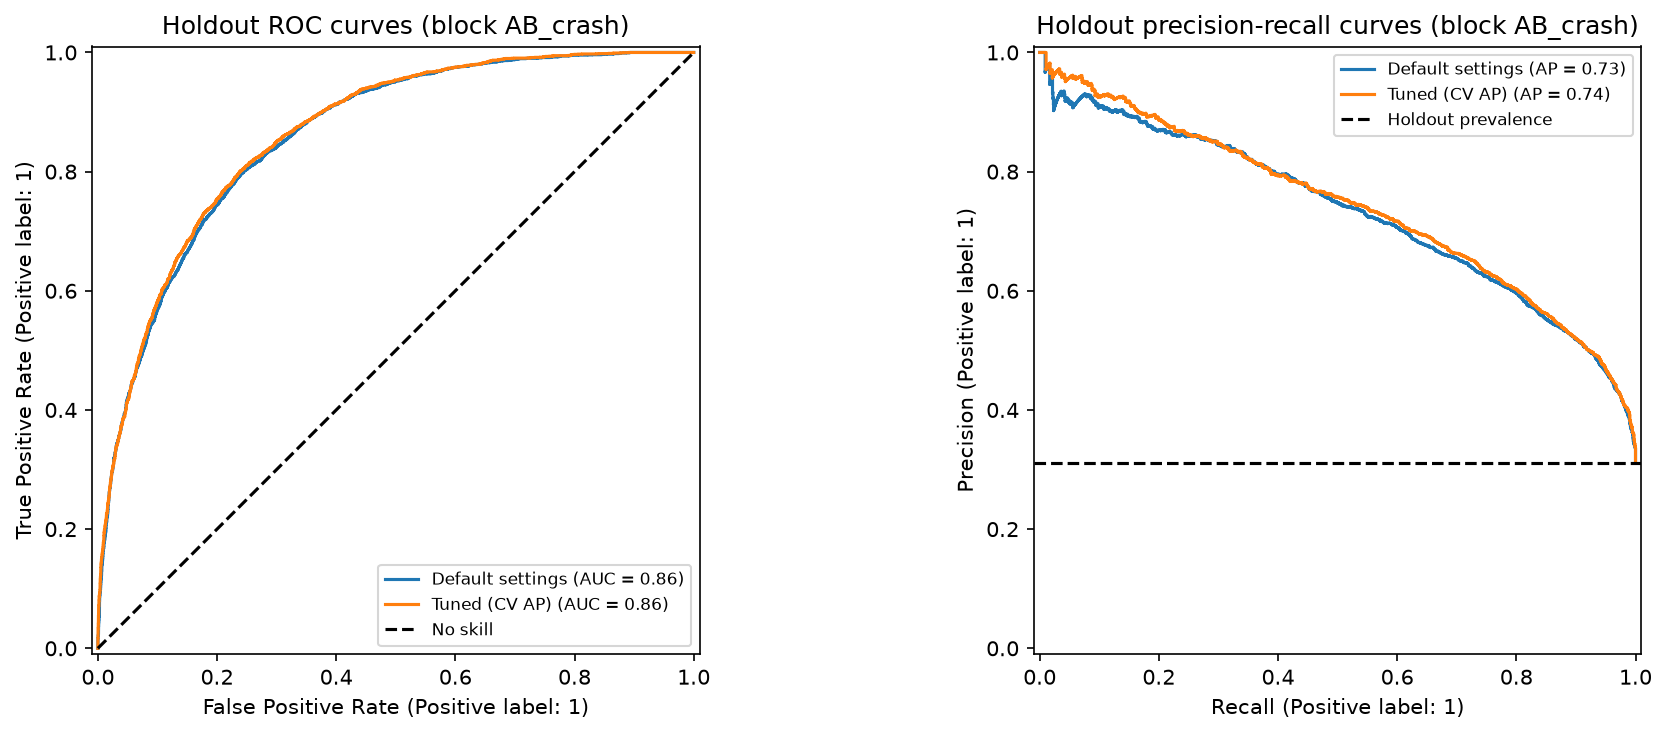 Holdout ROC curves (block AB_crash)
True Positive Rate (Positive label: 1)
1.0
0.8
0.6
0.4
0.2
0.0
Default settings (AUC = 0.86)
Tuned (CV AP) (AUC = 0.86)
No skill
0.0 0.2 0.4 0.6 0.8 1.0
False Positive Rate (Positive label: 1)
Holdout precision-recall curves (block AB_crash)
Precision (Positive label: 1)
1.0
0.8
0.6
0.4
0.2
0.0
Default settings (AP = 0.73)
Tuned (CV AP) (AP = 0.74)
Holdout prevalence
0.0 0.2 0.4 0.6 0.8 1.0
Recall (Positive label: 1)